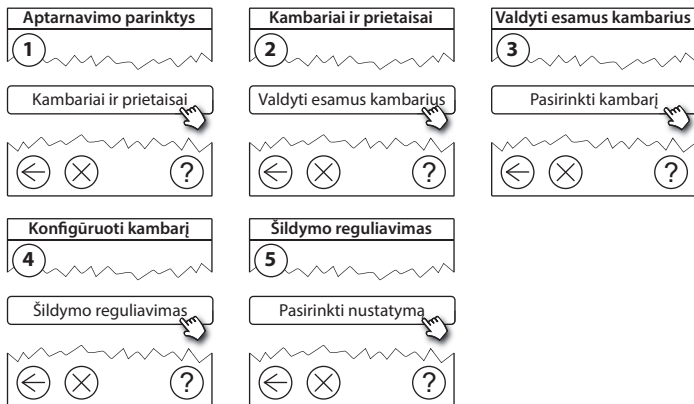 Aptarnavimo parinktys
1
Kambariai ir prietaisai
?
Kambariai ir prietaisai
2
Valdyti esamus kambarius
?
Valdyti esamus kambarius
3
Pasirinkti kambarį
?
Konfigūruoti kambarį
4
Šildymo reguliavimas
?
Šildymo reguliavimas
5
Pasirinkti nustatymą
?